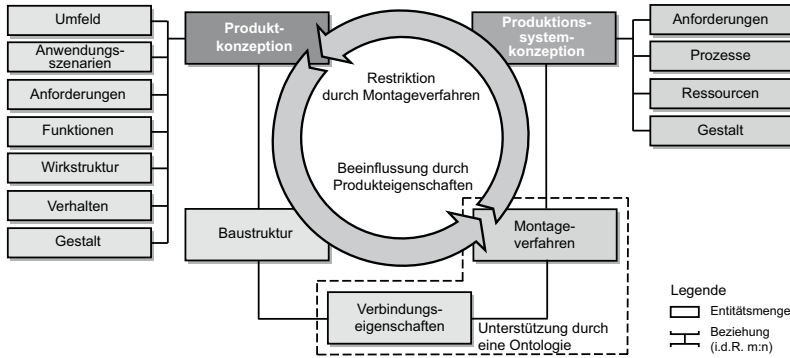 Umfeld
Anwendungs-
szenarien
Anforderungen
Funktionen
Wirkstruktur
Verhalten
Gestalt
Produkt-
konzeption
Produktions-
system-
konzeption
Anforderungen
Prozesse
Ressourcen
Gestalt
Restriktion
durch Montageverfahren
Beeinflussung durch
Produkteigenschaften
Baustruktur
Montage-
verfahren
Verbindungs-
eigenschaften
Unterstützung durch
eine Ontologie
Legende
Entitätsmenge
Beziehung
(i.d.R. m:n)